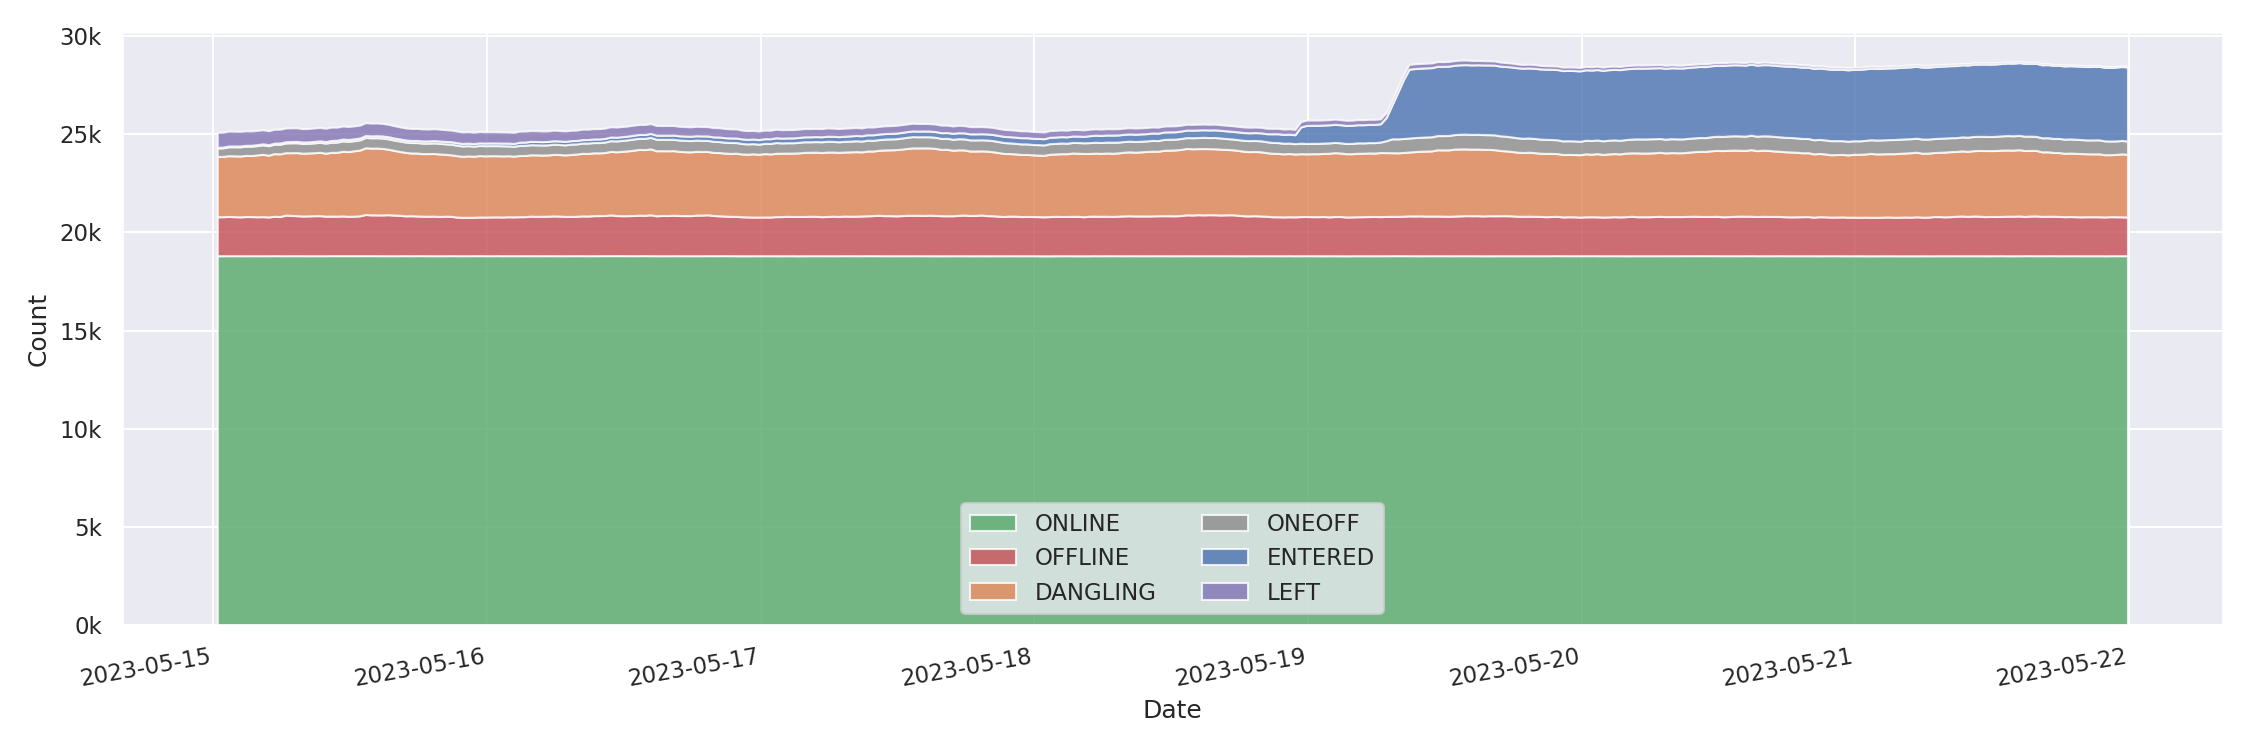 30k
25k
20k
15k
10k
5k
0k
Count
ONLINE
OFFLINE
DANGLING
ONEOFF
ENTERED
LEFT
2023-05-15
2023-05-16
2023-05-17
2023-05-18
2023-05-19
2023-05-20
2023-05-21
2023-05-22
Date